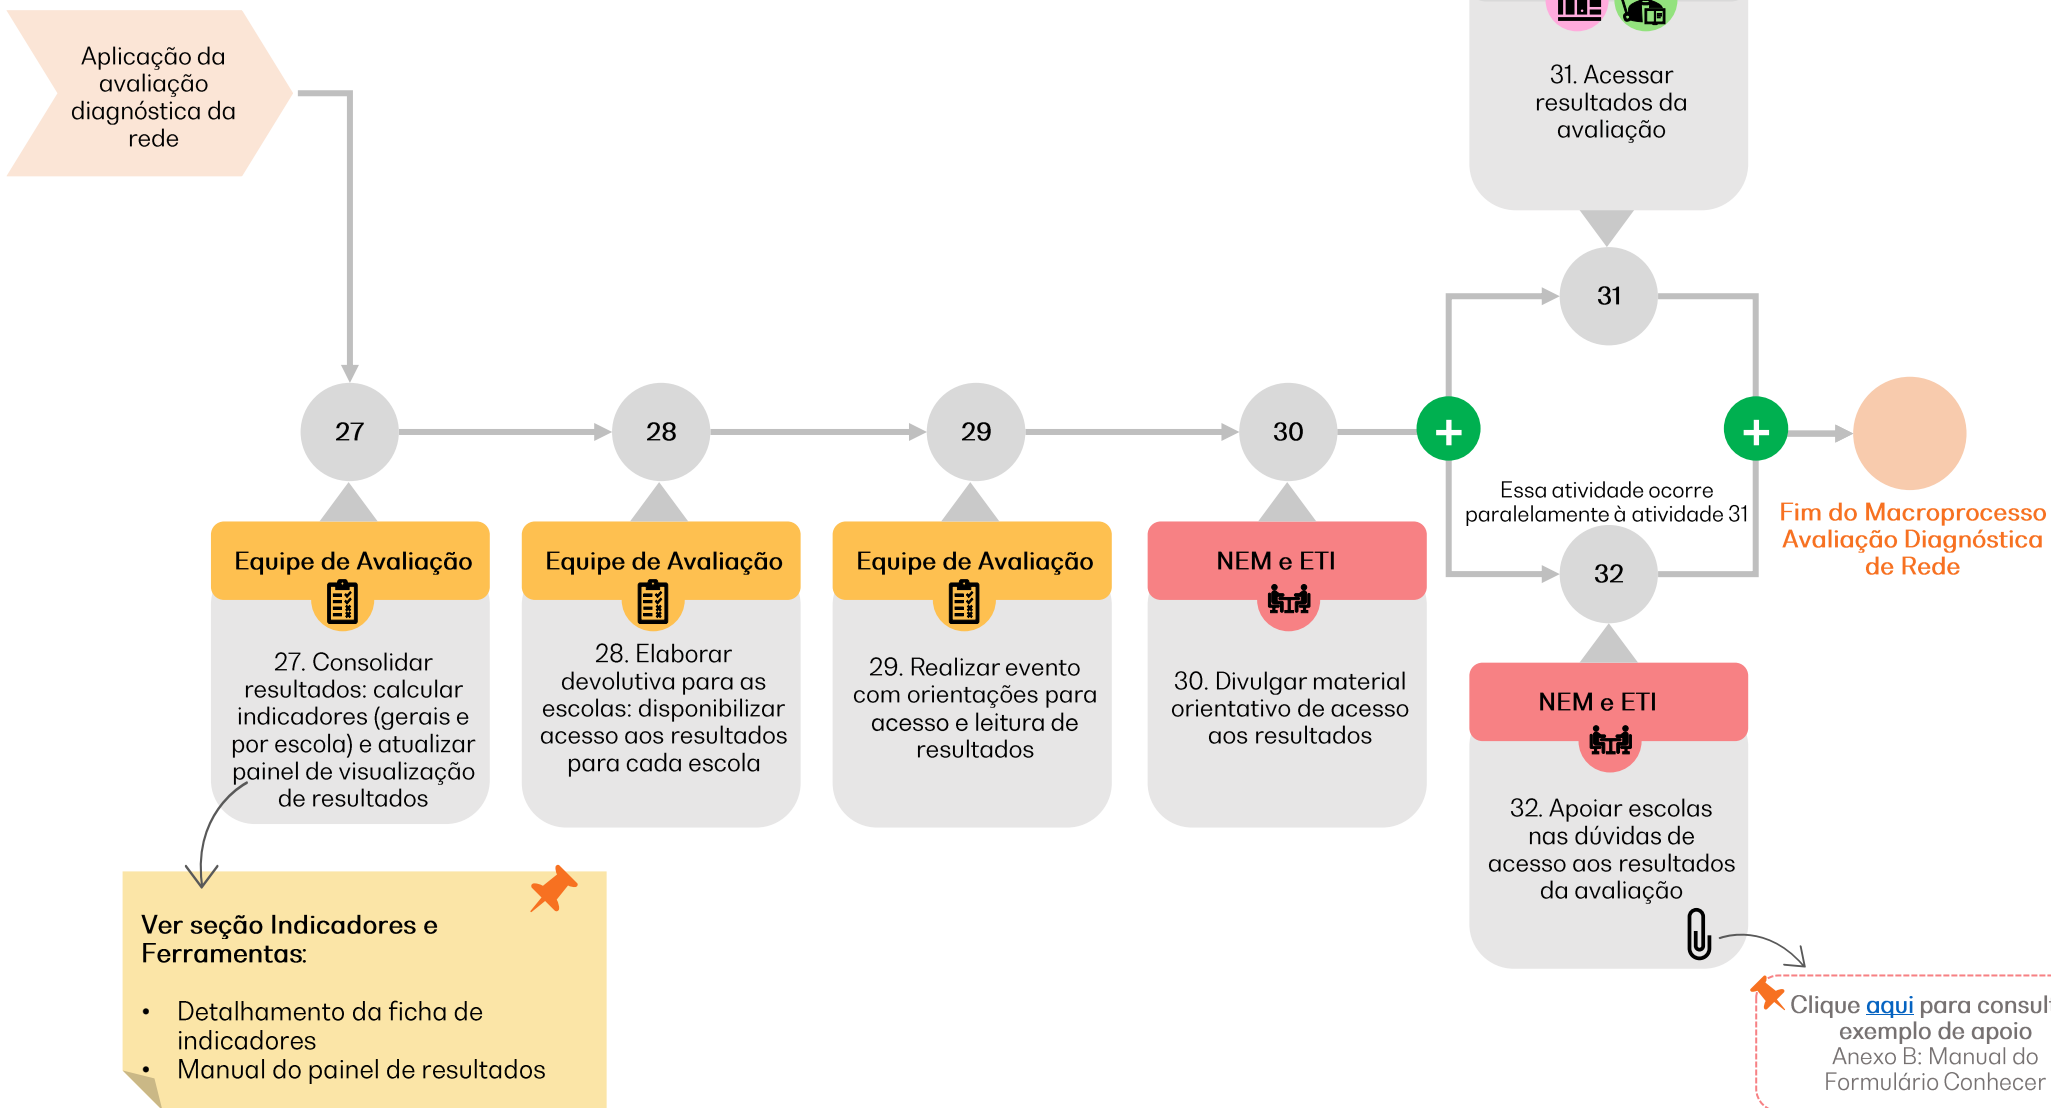 Aplicação da
avaliação
diagnóstica da
rede
31. Acessar
resultados da
avaliação
31
27
28
29
30
+
+
Essa atividade ocorre
paralelamente à atividade 31
32
Fim do Macroprocesso
Avaliação Diagnóstica
de Rede
Equipe de Avaliação
27. Consolidar
resultados: calcular
indicadores (gerais e
por escola) e atualizar
painel de visualização
de resultados
Equipe de Avaliação
28. Elaborar
devolutiva para as
escolas: disponibilizar
acesso aos resultados
para cada escola
Equipe de Avaliação
29. Realizar evento
com orientações para
acesso e leitura de
resultados
NEM e ETI
30. Divulgar material
orientativo de acesso
aos resultados
NEM e ETI
32. Apoiar escolas
nas dúvidas de
acesso aos resultados
da avaliação
Ver seção Indicadores e
Ferramentas:
• Detalhamento da ficha de
indicadores
• Manual do painel de resultados
Clique aqui para
exemplo de apoio
Anexo B: Manual do
Formulário Conhecer